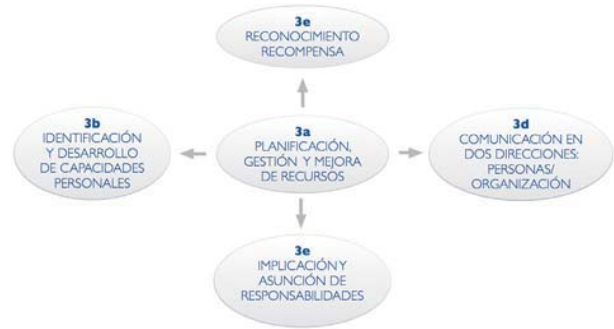 3e
RECONOCIMIENTO
RECOMPENSA
3b
IDENTIFICACIÓN
Y DESARROLLO
DE CAPACIDADES
PERSONALES
3a
PLANIFICACIÓN,
GESTIÓN Y MEJORA
DE RECURSOS
3d
COMUNICACIÓN EN
DOS DIRECCIONES:
PERSONAS/
ORGANIZACIÓN
3e
IMPLICACIÓN Y
ASUNCIÓN DE
RESPONSABILIDADES